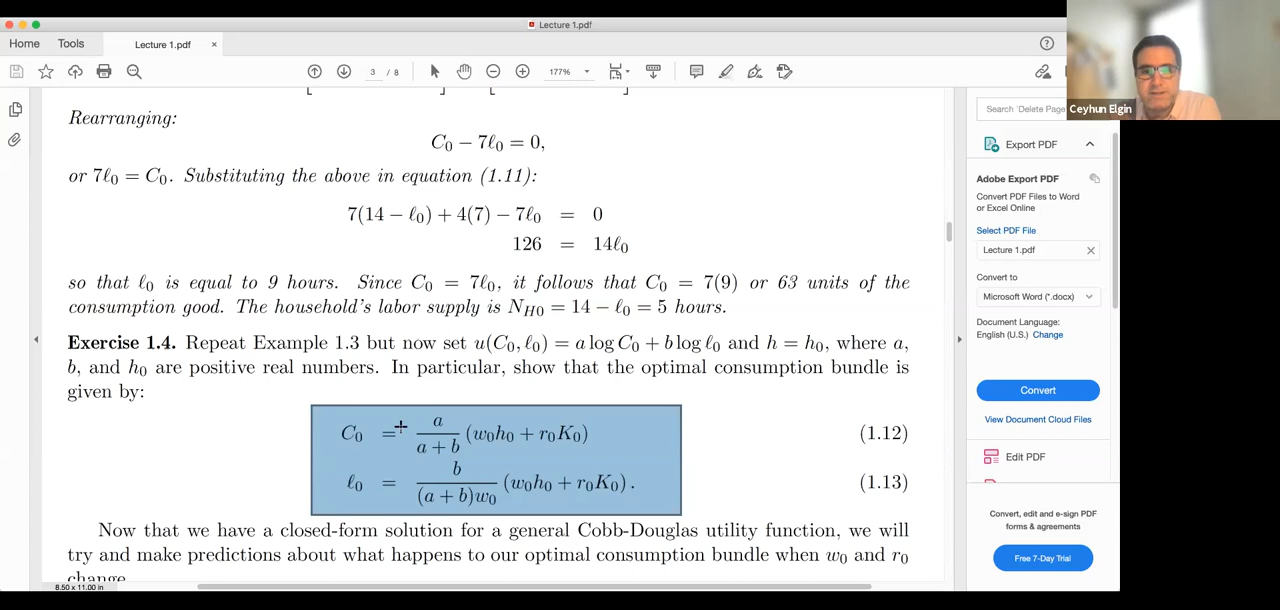 Lecture 1.pdf
Home
Tools
Lecture 1.pdf
×
3 / 8
177%
Ceyhun Elgin
Search 'Delete Page
Rearranging:
C₀ − 7ℓ₀ = 0,
or 7ℓ₀ = C₀. Substituting the above in equation (1.11):
7(14 − ℓ₀) + 4(7) − 7ℓ₀ = 0
126 = 14ℓ₀
so that ℓ₀ is equal to 9 hours. Since C₀ = 7ℓ₀, it follows that C₀ = 7(9) or 63 units of the
consumption good. The household's labor supply is N_{H0} = 14 − ℓ₀ = 5 hours.
Exercise 1.4. Repeat Example 1.3 but now set u(C₀, ℓ₀) = a log C₀ + b log ℓ₀ and h = h₀, where a,
b, and h₀ are positive real numbers. In particular, show that the optimal consumption bundle is
given by:
C₀ = a/(a + b) (w₀h₀ + r₀K₀) (1.12)
ℓ₀ = b/((a + b)w₀) (w₀h₀ + r₀K₀). (1.13)
Now that we have a closed-form solution for a general Cobb-Douglas utility function, we will
try and make predictions about what happens to our optimal consumption bundle when w₀ and r₀
change
8.50 x 11.00 in
Export PDF
Adobe Export PDF
Convert PDF Files to Word
or Excel Online
Select PDF File
Lecture 1.pdf
Convert to
Microsoft Word (*.docx)
Document Language:
English (U.S.) Change
Convert
View Document Cloud Files
Edit PDF
Convert, edit and e-sign PDF
forms & agreements
Free 7-Day Trial